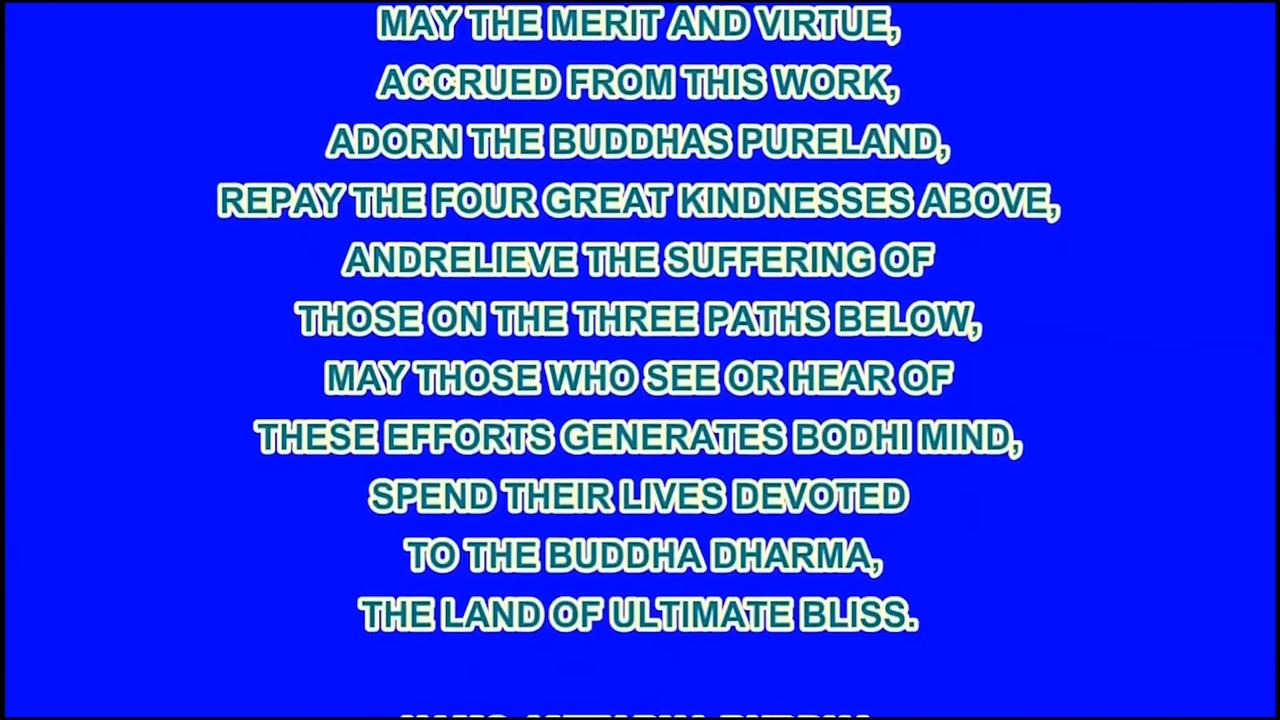 MAY THE MERIT AND VIRTUE,
ACCRUED FROM THIS WORK,
ADORN THE BUDDHAS PURELAND,
REPAY THE FOUR GREAT KINDNESSES ABOVE,
ANDRELIEVE THE SUFFERING OF
THOSE ON THE THREE PATHS BELOW,
MAY THOSE WHO SEE OR HEAR OF
THESE EFFORTS GENERATES BODHI MIND,
SPEND THEIR LIVES DEVOTED
TO THE BUDDHA DHARMA,
THE LAND OF ULTIMATE BLISS.